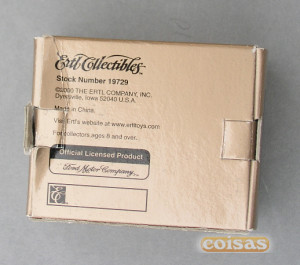 Ertl Collectibles™
Stock Number 19729
©2000 THE ERTL COMPANY, INC.
Dyersville, Iowa 52040 U.S.A.
Made in China.
Visit Ertl's website at www.ertltoys.com
For collectors ages 8 and over.
Official Licensed Product
Ford Motor Company
E
coisas